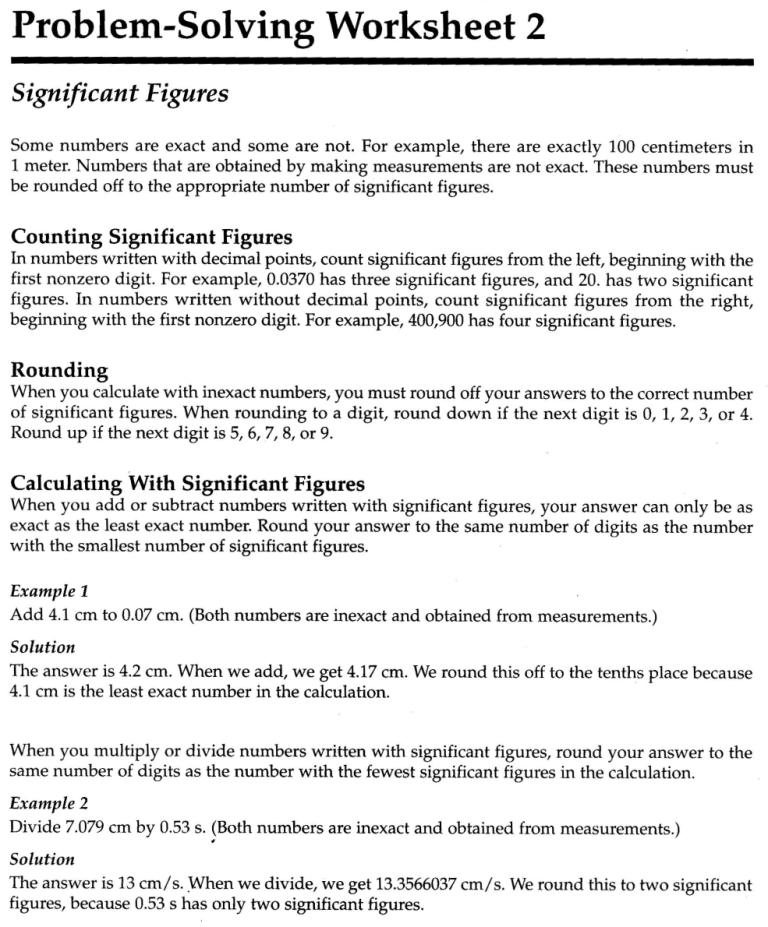 Problem-Solving Worksheet 2
Significant Figures
Some numbers are exact and some are not. For example, there are exactly 100 centimeters in
1 meter. Numbers that are obtained by making measurements are not exact. These numbers must
be rounded off to the appropriate number of significant figures.
Counting Significant Figures
In numbers written with decimal points, count significant figures from the left, beginning with the
first nonzero digit. For example, 0.0370 has three significant figures, and 20. has two significant
figures. In numbers written without decimal points, count significant figures from the right,
beginning with the first nonzero digit. For example, 400,900 has four significant figures.
Rounding
When you calculate with inexact numbers, you must round off your answers to the correct number
of significant figures. When rounding to a digit, round down if the next digit is 0, 1, 2, 3, or 4.
Round up if the next digit is 5, 6, 7, 8, or 9.
Calculating With Significant Figures
When you add or subtract numbers written with significant figures, your answer can only be as
exact as the least exact number. Round your answer to the same number of digits as the number
with the smallest number of significant figures.
Example 1
Add 4.1 cm to 0.07 cm. (Both numbers are inexact and obtained from measurements.)
Solution
The answer is 4.2 cm. When we add, we get 4.17 cm. We round this off to the tenths place because
4.1 cm is the least exact number in the calculation.
When you multiply or divide numbers written with significant figures, round your answer to the
same number of digits as the number with the fewest significant figures in the calculation.
Example 2
Divide 7.079 cm by 0.53 s. (Both numbers are inexact and obtained from measurements.)
Solution
The answer is 13 cm/s. When we divide, we get 13.3566037 cm/s. We round this to two significant
figures, because 0.53 s has only two significant figures.